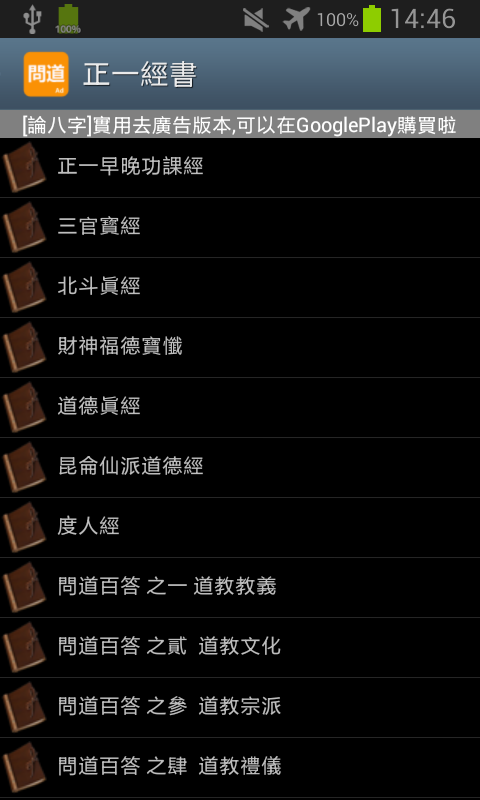 100%
100%
14:46
問道
Ad
正一經書
[論八字]實用去廣告版本,可以在GooglePlay購買啦
正一早晚功課經
三官寳經
北斗眞經
財神福德寶懺
道德眞經
昆侖仙派道德經
度人經
問道百答 之一 道教教義
問道百答 之貳 道教文化
問道百答 之參 道教宗派
問道百答 之肆 道教禮儀